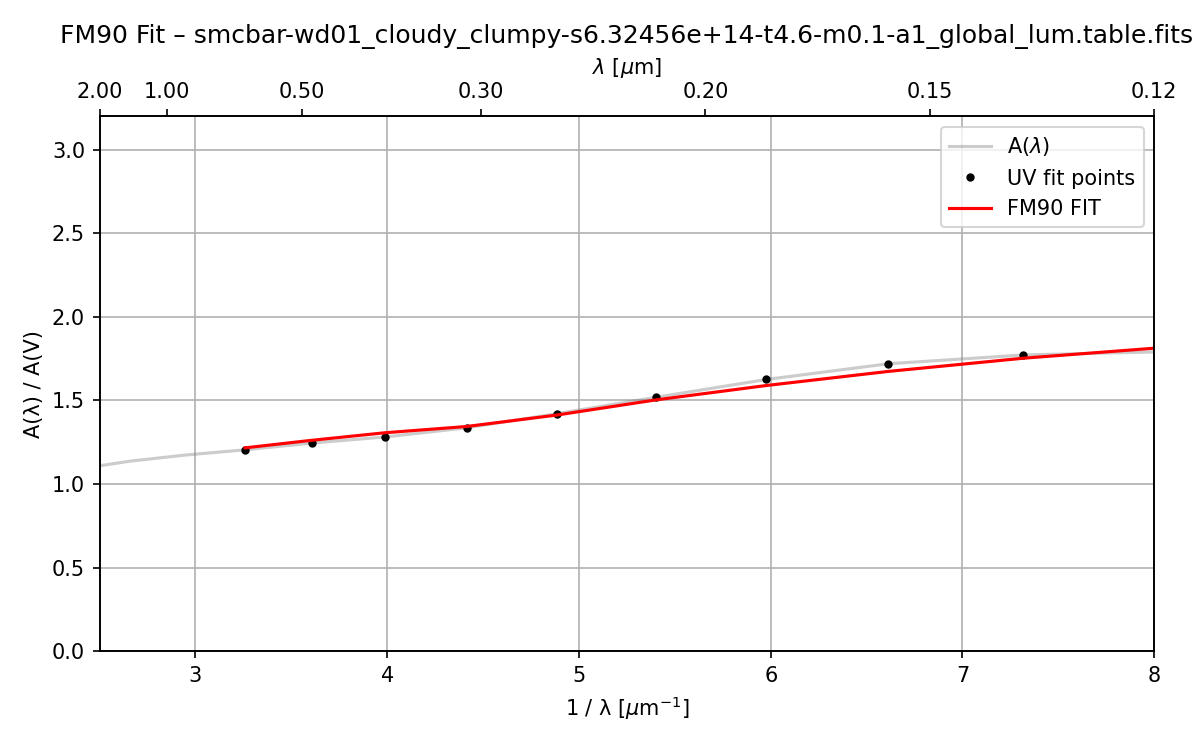 FM90 Fit – smcbar-wd01_cloudy_clumpy-s6.32456e+14-t4.6-m0.1-a1_global_lum.table.fits
λ [μm]
2.00 1.00 0.50 0.30 0.20 0.15 0.12
A(λ)
UV fit points
FM90 FIT
A(λ) / A(V)
3.0
2.5
2.0
1.5
1.0
0.5
0.0
3 4 5 6 7 8
1 / λ [μm⁻¹]